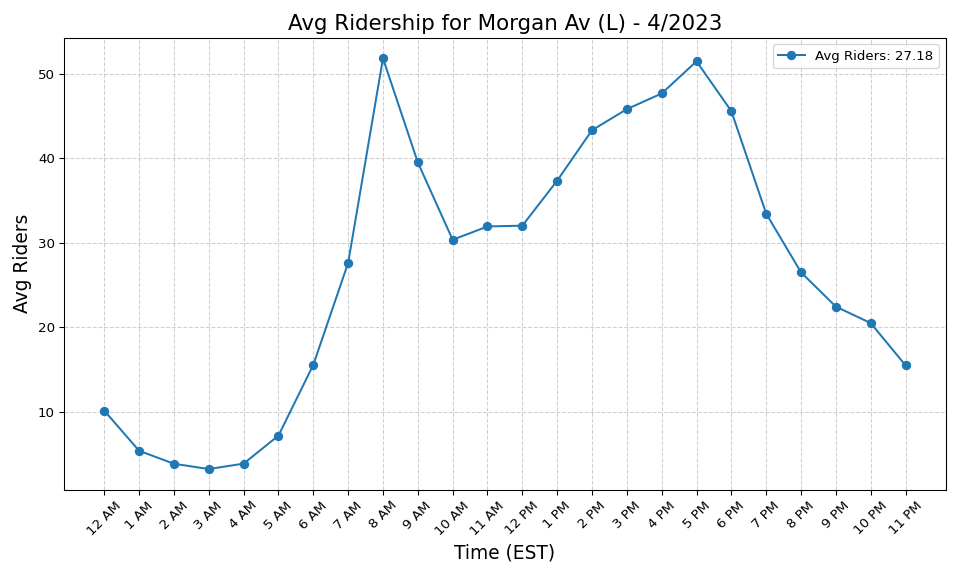 Avg Ridership for Morgan Av (L) - 4/2023
Avg Riders: 27.18
Avg Riders
50
40
30
20
10
12 AM
1 AM
2 AM
3 AM
4 AM
5 AM
6 AM
7 AM
8 AM
9 AM
10 AM
11 AM
12 PM
1 PM
2 PM
3 PM
4 PM
5 PM
6 PM
7 PM
8 PM
9 PM
10 PM
11 PM
Time (EST)